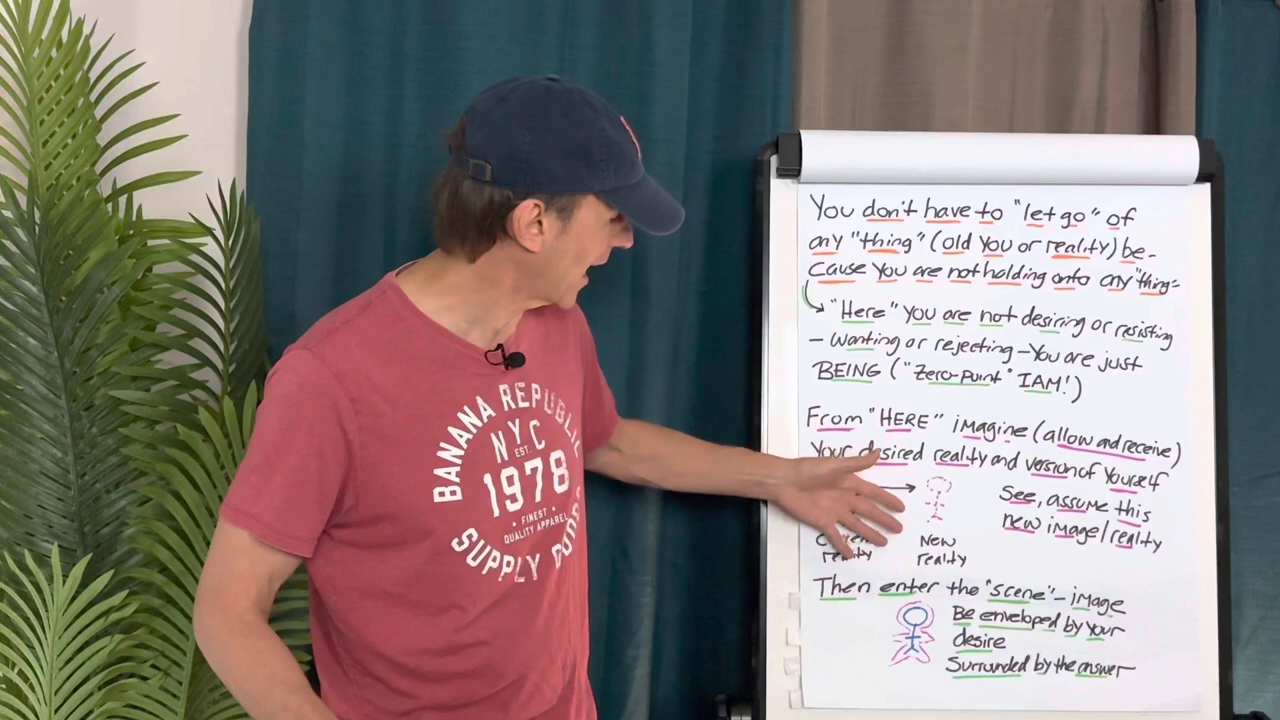 BANANA REPUBLIC
NYC
EST.
1978
• FINEST •
QUALITY APPAREL
SUPPLY
You don't have to "let go" of
any "thing" (old You or reality) be-
cause You are not holding onto any "thing"
"Here" You are not desiring or resisting
- wanting or rejecting - You are just
BEING ("zero-point" I AM!)
From "HERE" imagine (allow and receive)
Your desired reality and version of Yourself
See, assume this
new image/reality
reality
New
reality
Then enter the "scene" - image
Be enveloped by your
desire
Surrounded by the answer